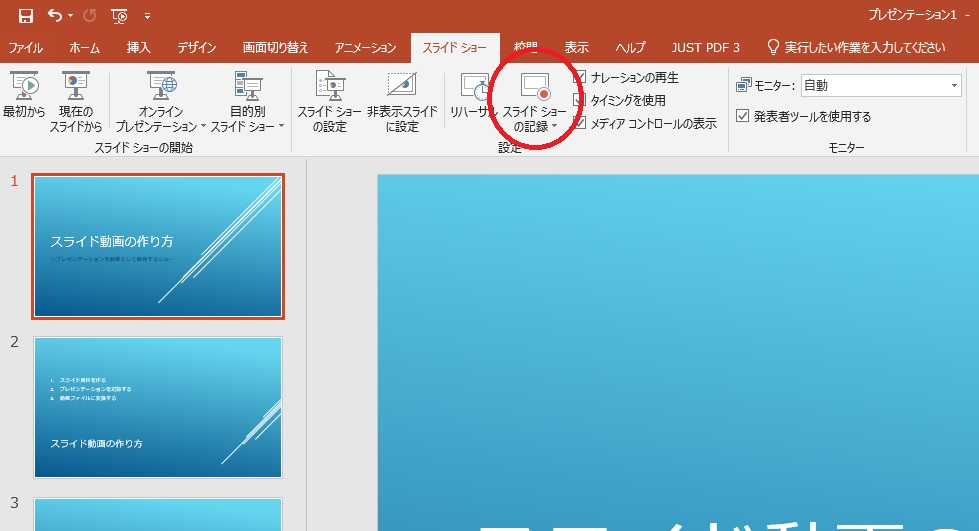 プレゼンテーション1 -
ファイル ホーム 挿入 デザイン 画面切り替え アニメーション スライド ショー 校閲 表示 ヘルプ JUST PDF 3 実行したい作業を入力してください
最初から
現在の
スライドから
オンライン
プレゼンテーション
目的別
スライド ショー
スライド ショーの開始
スライド ショー
の設定
非表示スライド
に設定
リハーサル
スライド ショー
の記録
ナレーションの再生
タイミングを使用
メディア コントロールの表示
設定
モニター: 自動
発表者ツールを使用する
モニター
1
スライド動画の作り方
ープレゼンテーションを動画として保存するにはー
2
1. スライド資料を作る
2. プレゼンテーションを記録する
3. 動画ファイルに変換する
スライド動画の作り方
3